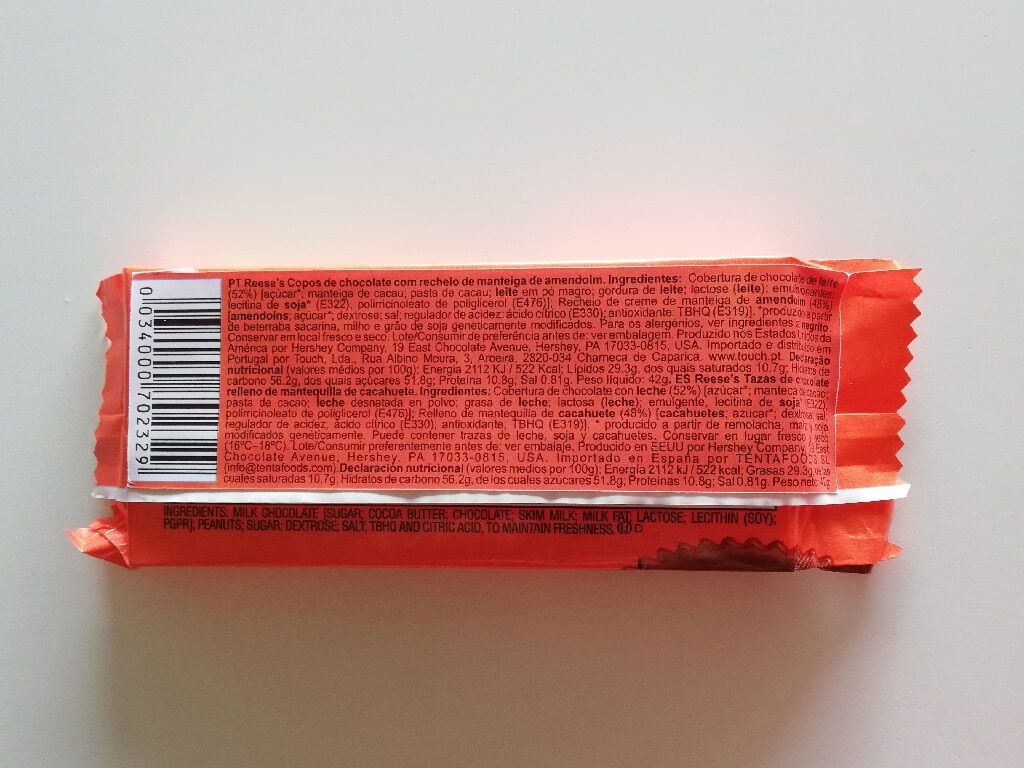 0 034000 702329
PT Reese's Copos de chocolate com recheio de manteiga de amendoim. Ingredientes: Cobertura de chocolate de leite
(52%) [açúcar*; manteiga de cacau; pasta de cacau; leite em pó magro; gordura de leite; lactose (leite); emulsionantes:
lecitina de soja* (E322), polirricinoleato de poliglicerol (E476)]; Recheio de creme de manteiga de amendoim (48%)
[amendoins; açúcar*; dextrose; sal; regulador de acidez: ácido cítrico (E330); antioxidante: TBHQ (E319)]. *produzido a partir
de beterraba sacarina, milho e grão de soja geneticamente modificados. Para os alergénios, ver ingredientes a negrito.
Conservar em local fresco e seco. Lote/Consumir de preferência antes de: ver embalagem. Produzido nos Estados Unidos da
América por Hershey Company, 19 East Chocolate Avenue, Hershey, PA 17033-0815, USA. Importado e distribuido em
Portugal por Touch, Lda., Rua Albino Moura, 3, Aroeira, 2820-034 Charneca de Caparica. www.touch.pt. Declaração
nutricional (valores médios por 100g): Energia 2112 KJ / 522 Kcal; Lípidos 29.3g, dos quais saturados 10.7g; Hidratos de
carbono 56.2g, dos quais açúcares 51.8g; Proteína 10.8g; Sal 0.81g. Peso líquido: 42g. ES Reese's Tazas de chocolate
relleno de mantequilla de cacahuete. Ingredientes: Cobertura de chocolate con leche (52%) [azúcar*; manteca de cacao;
pasta de cacao; leche desnatada en polvo; grasa de leche; lactosa (leche); emulgente, lecitina de soja* (E322),
polirricinoleato de poliglicerol (E476)]; Relleno de mantequilla de cacahuete (48%) [cacahuetes; azúcar*; dextrosa; sal;
regulador de acidez, ácido cítrico (E330); antioxidante, TBHQ (E319)]. * producido a partir de remolacha, maíz y soja
modificados genéticamente. Puede contener trazas de leche, soja y cacahuetes. Conservar en lugar fresco y seco
(16ºC–18ºC). Lote/Consumir preferentemente antes de: ver embalaje. Producido en EEUU por Hershey Company, 19 East
Chocolate Avenue, Hershey, PA 17033-0815, USA. Importado en España por TENTAFOODS SL
(info@tentafoods.com). Declaración nutricional (valores medios por 100g): Energía 2112 kJ / 522 kcal; Grasas 29.3g, de las
cuales saturadas 10.7g; Hidratos de carbono 56.2g, de los cuales azúcares 51.8g; Proteínas 10.8g; Sal 0.81g. Peso neto: 42g
INGREDIENTS: MILK CHOCOLATE [SUGAR; COCOA BUTTER; CHOCOLATE; SKIM MILK; MILK FAT; LACTOSE; LECITHIN (SOY);
PGPR]; PEANUTS; SUGAR; DEXTROSE; SALT; TBHQ AND CITRIC ACID, TO MAINTAIN FRESHNESS. Ⓤ D